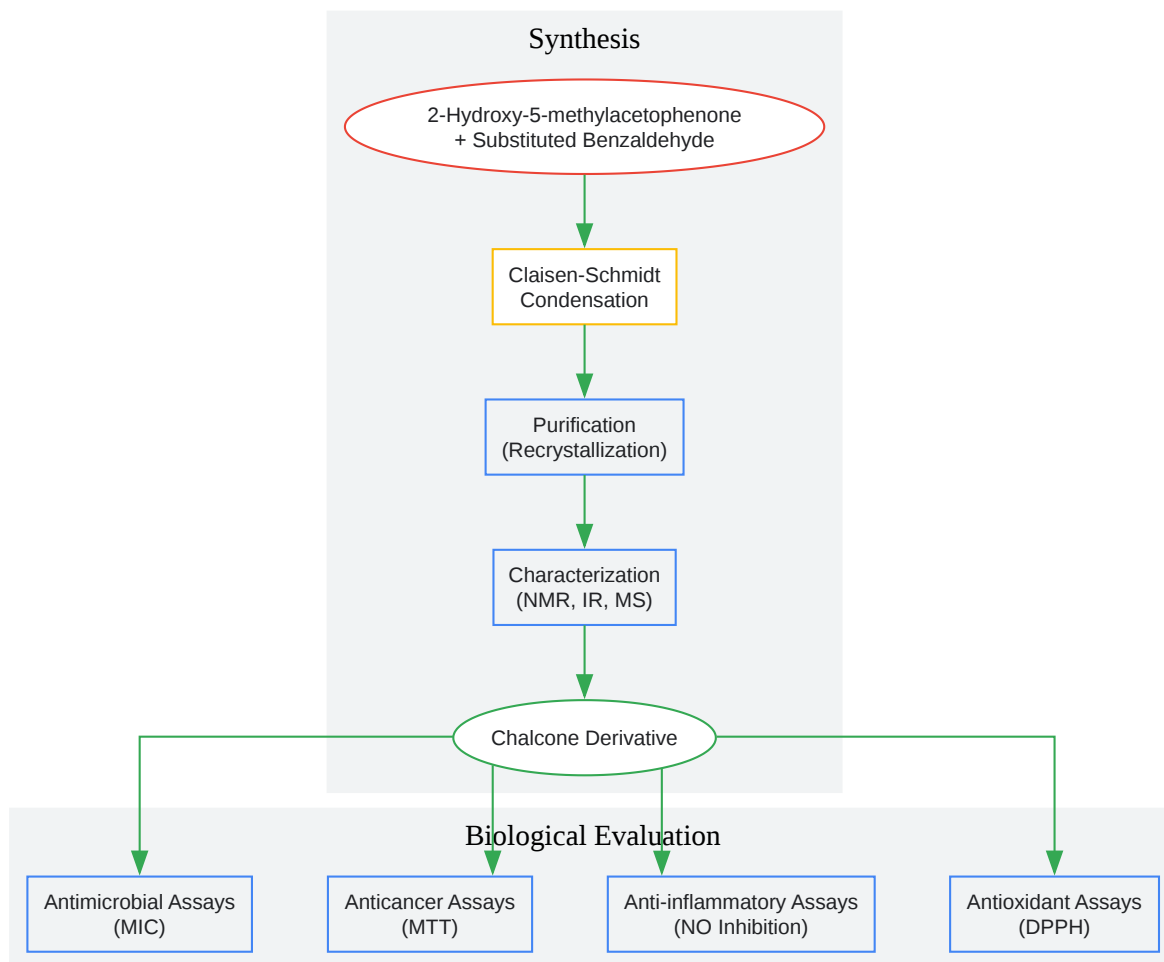 Synthesis
2-Hydroxy-5-methylacetophenone
+ Substituted Benzaldehyde
Claisen-Schmidt
Condensation
Purification
(Recrystallization)
Characterization
(NMR, IR, MS)
Chalcone Derivative
Biological Evaluation
Antimicrobial Assays
(MIC)
Anticancer Assays
(MTT)
Anti-inflammatory Assays
(NO Inhibition)
Antioxidant Assays
(DPPH)